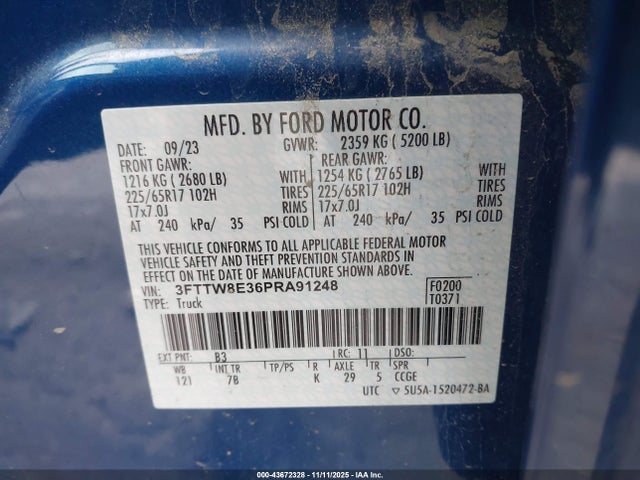 MFD. BY FORD MOTOR CO.
DATE: 09/23 GVWR: 2359 KG ( 5200 LB)
FRONT GAWR: REAR GAWR:
1216 KG ( 2680 LB) WITH 1254 KG ( 2765 LB) WITH
225/65R17 102H TIRES 225/65R17 102H TIRES
17x7.0J RIMS 17x7.0J RIMS
AT 240 kPa/ 35 PSI COLD AT 240 kPa/ 35 PSI COLD
THIS VEHICLE CONFORMS TO ALL APPLICABLE FEDERAL MOTOR
VEHICLE SAFETY AND THEFT PREVENTION STANDARDS IN
EFFECT ON THE DATE OF MANUFACTURE SHOWN ABOVE.
VIN: 3FTTW8E36PRA91248 F0200
TYPE: Truck T0371
EXT PNT: B3 RC: 11 DSO:
WB INT TR TP/PS R AXLE TR SPR
121 7B K 29 5 CCGE
UTC ▽ 5U5A-1520472-BA
000-43672328 - 11/11/2025 - IAA Inc.